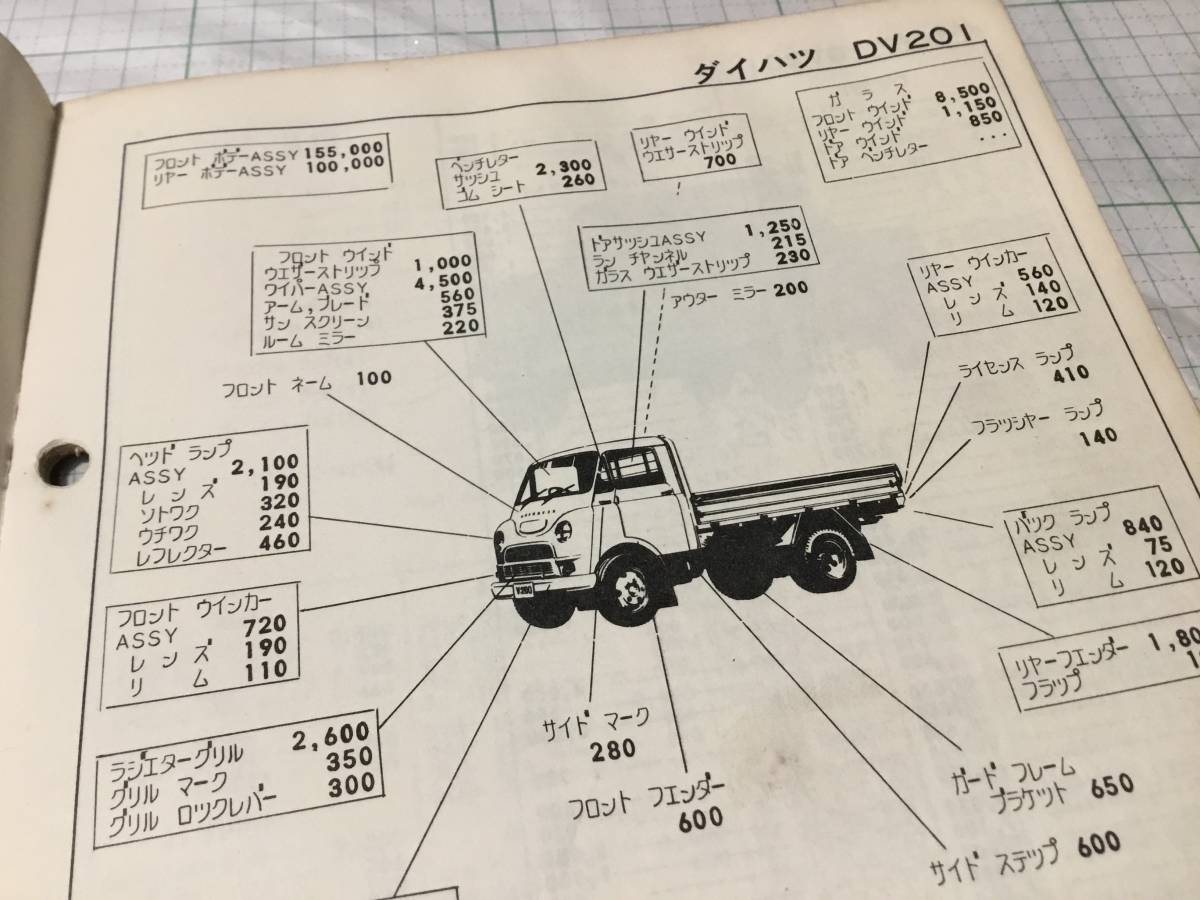 ダイハツ DV201
ガラス
フロント ウインド 8,500
リヤー ウインド 1,150
ドア ウインド 850
ドア ベンチレター ...
フロント ボデーASSY 155,000
リヤー ボデーASSY 100,000
ベンチレター
サッシュ 2,300
ゴム シート 260
リヤー ウインド
ウエザーストリップ
700
フロント ウインド
ウエザーストリップ 1,000
ワイパーASSY 4,500
アーム,ブレード 560
サン スクリーン 375
ルーム ミラー 220
ドアサッシュASSY 1,250
ラン チャンネル 215
ガラス ウエザーストリップ 230
アウター ミラー 200
リヤー ウインカー
ASSY 560
レンズ 140
リム 120
フロント ネーム 100
ライセンス ランプ
410
フラッシャー ランプ
140
ヘッド ランプ
ASSY 2,100
レンズ 190
ソトワク 320
ウチワク 240
レフレクター 460
バック ランプ
ASSY 840
レンズ 75
リム 120
フロント ウインカー
ASSY 720
レンズ 190
リム 110
V200
リヤーフエンダー 1,80
フラップ
ラジエターグリル 2,600
グリル マーク 350
グリル ロックレバー 300
サイド マーク
280
フロント フエンダー
600
ガード フレーム
ブラケット 650
サイド ステップ 600